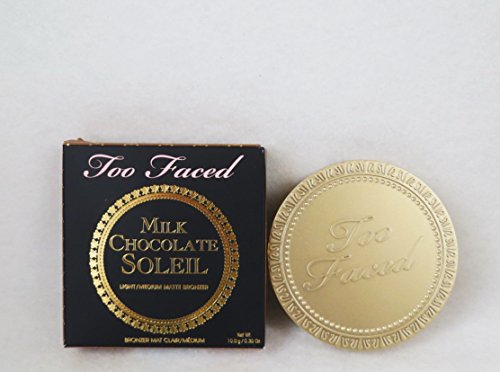 Too Faced
MILK
CHOCOLATE
SOLEIL
LIGHT/MEDIUM MATTE BRONZER
Net Wt.
BRONZER MAT CLAIR/MÉDIUM
10.0 g / 0.35 Oz
Too
Faced